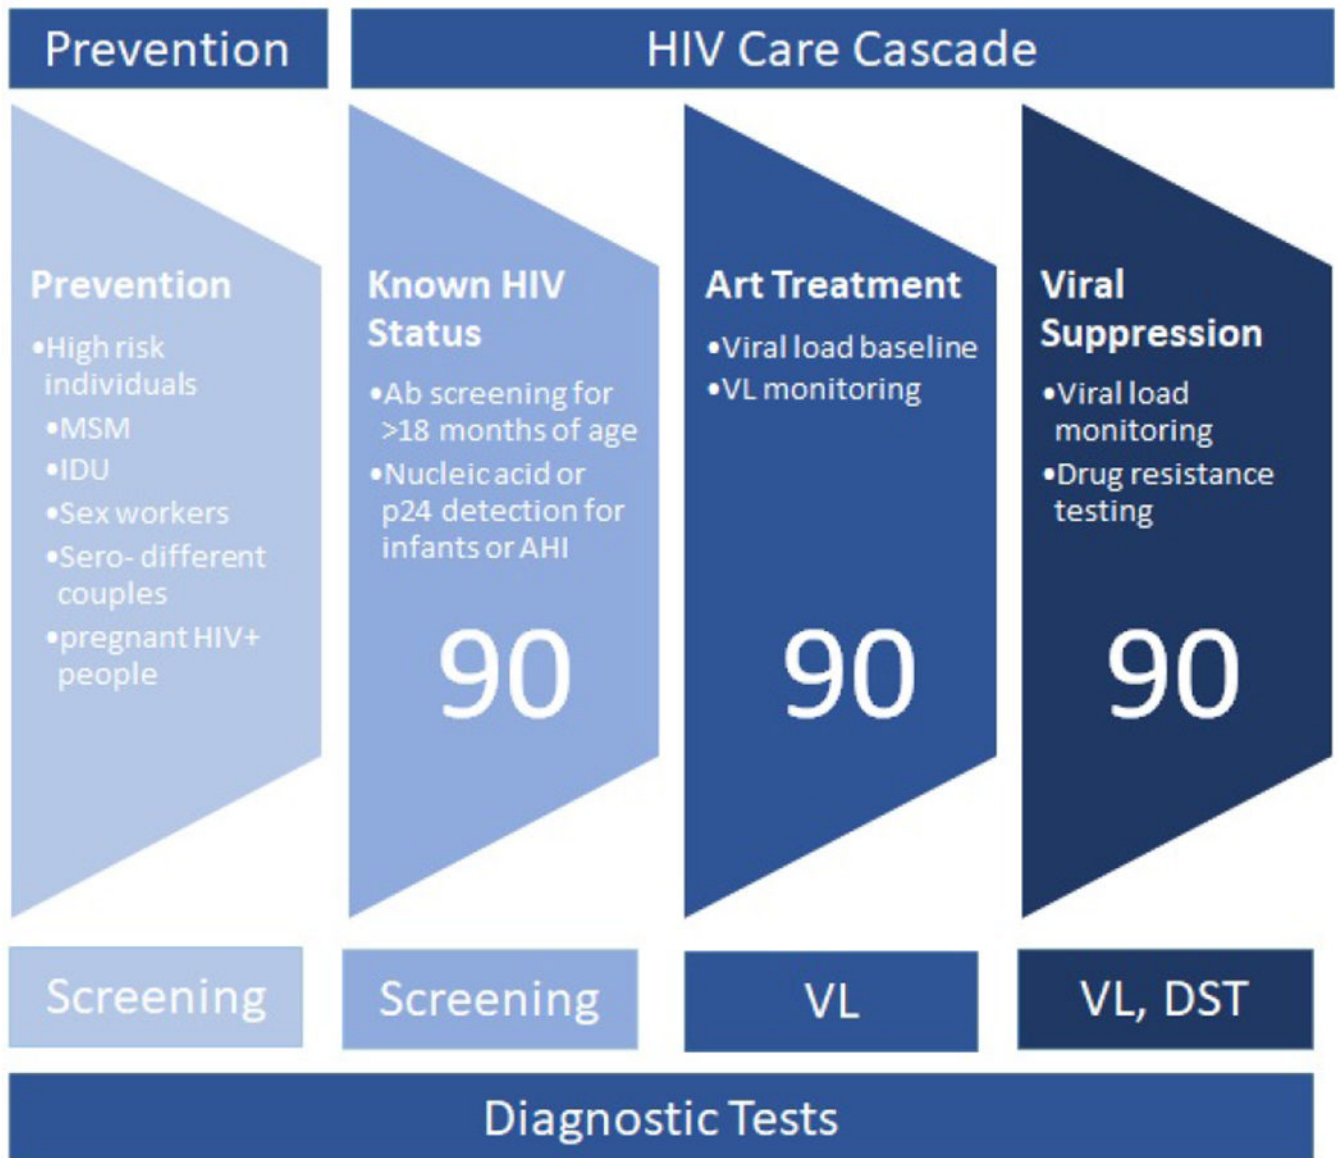 Prevention
HIV Care Cascade
Prevention
•High risk
individuals
•MSM
•IDU
•Sex workers
•Sero- different
couples
•pregnant HIV+
people
Known HIV
Status
•Ab screening for
>18 months of age
•Nucleic acid or
p24 detection for
infants or AHI
90
Art Treatment
•Viral load baseline
•VL monitoring
90
Viral
Suppression
•Viral load
monitoring
•Drug resistance
testing
90
Screening
Screening
VL
VL, DST
Diagnostic Tests